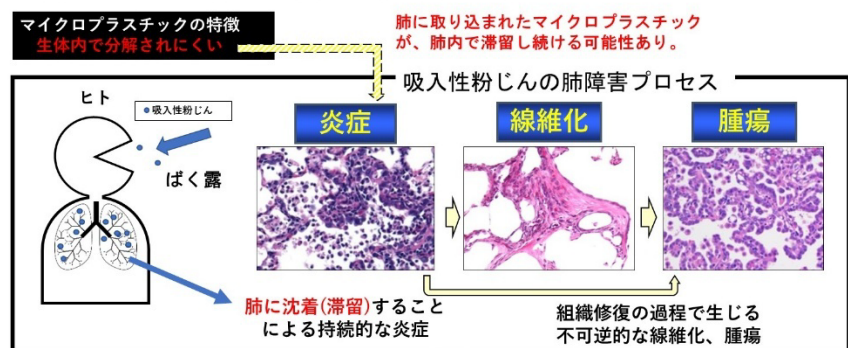 マイクロプラスチックの特徴
生体内で分解されにくい
肺に取り込まれたマイクロプラスチック
が、肺内で滞留し続ける可能性あり。
吸入性粉じんの肺障害プロセス
ヒト
吸入性粉じん
ばく露
炎症
線維化
腫瘍
肺に沈着(滞留)すること
による持続的な炎症
組織修復の過程で生じる
不可逆的な線維化、腫瘍